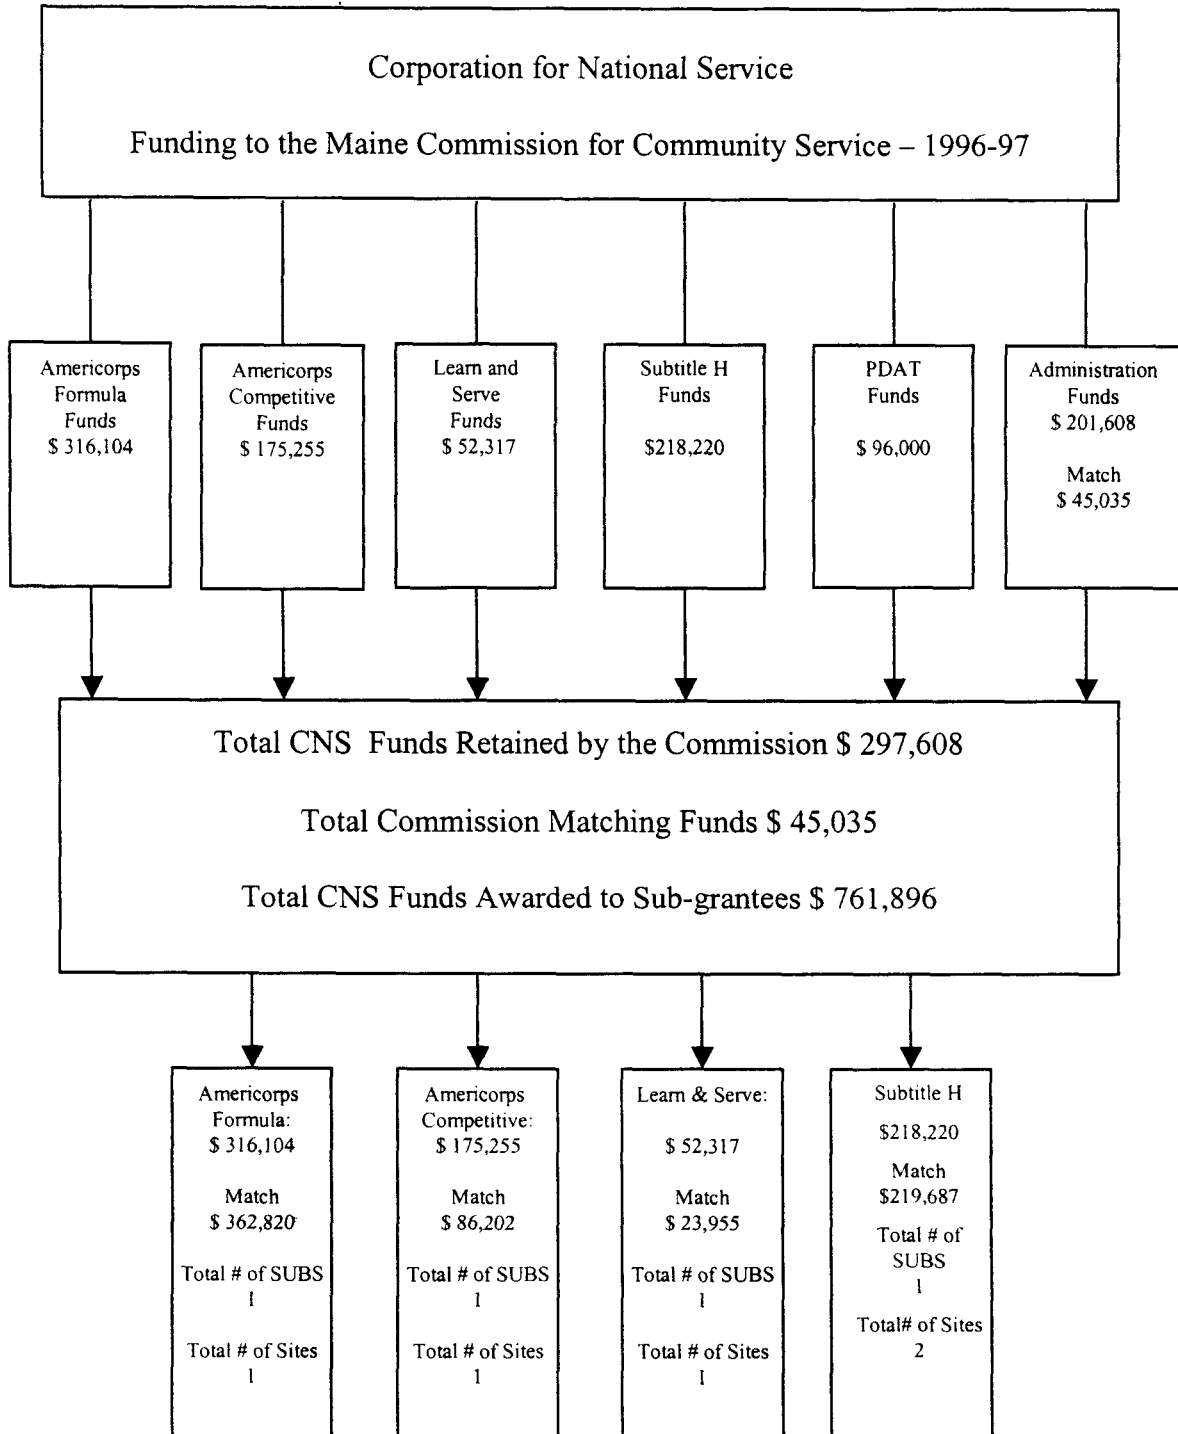 Corporation for National Service
Funding to the Maine Commission for Community Service – 1996-97
Americorps
Formula
Funds
$ 316,104
Americorps
Competitive
Funds
$ 175,255
Learn and
Serve
Funds
$ 52,317
Subtitle H
Funds
$218,220
PDAT
Funds
$ 96,000
Administration
Funds
$ 201,608
Match
$ 45,035
Total CNS Funds Retained by the Commission $ 297,608
Total Commission Matching Funds $ 45,035
Total CNS Funds Awarded to Sub-grantees $ 761,896
Americorps
Formula:
$ 316,104
Match
$ 362,820
Total # of SUBS
1
Total # of Sites
1
Americorps
Competitive:
$ 175,255
Match
$ 86,202
Total # of SUBS
1
Total # of Sites
1
Learn & Serve:
$ 52,317
Match
$ 23,955
Total # of SUBS
1
Total # of Sites
1
Subtitle H
$218,220
Match
$219,687
Total # of
SUBS
1
Total# of Sites
2